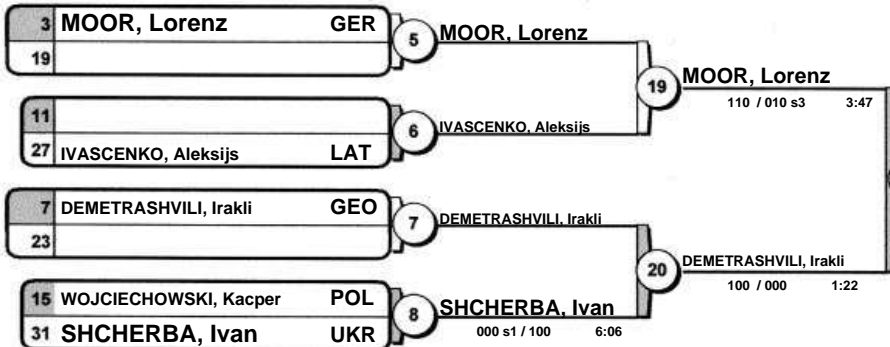 3 MOOR, Lorenz GER
19
5 MOOR, Lorenz
11
27 IVASCENKO, Aleksijs LAT
6 IVASCENKO, Aleksijs
19 MOOR, Lorenz
110 / 010 s3 3:47
7 DEMETRASHVILI, Irakli GEO
23
7 DEMETRASHVILI, Irakli
15 WOJCIECHOWSKI, Kacper POL
31 SHCHERBA, Ivan UKR
8 SHCHERBA, Ivan
000 s1 / 100 6:06
20 DEMETRASHVILI, Irakli
100 / 000 1:22